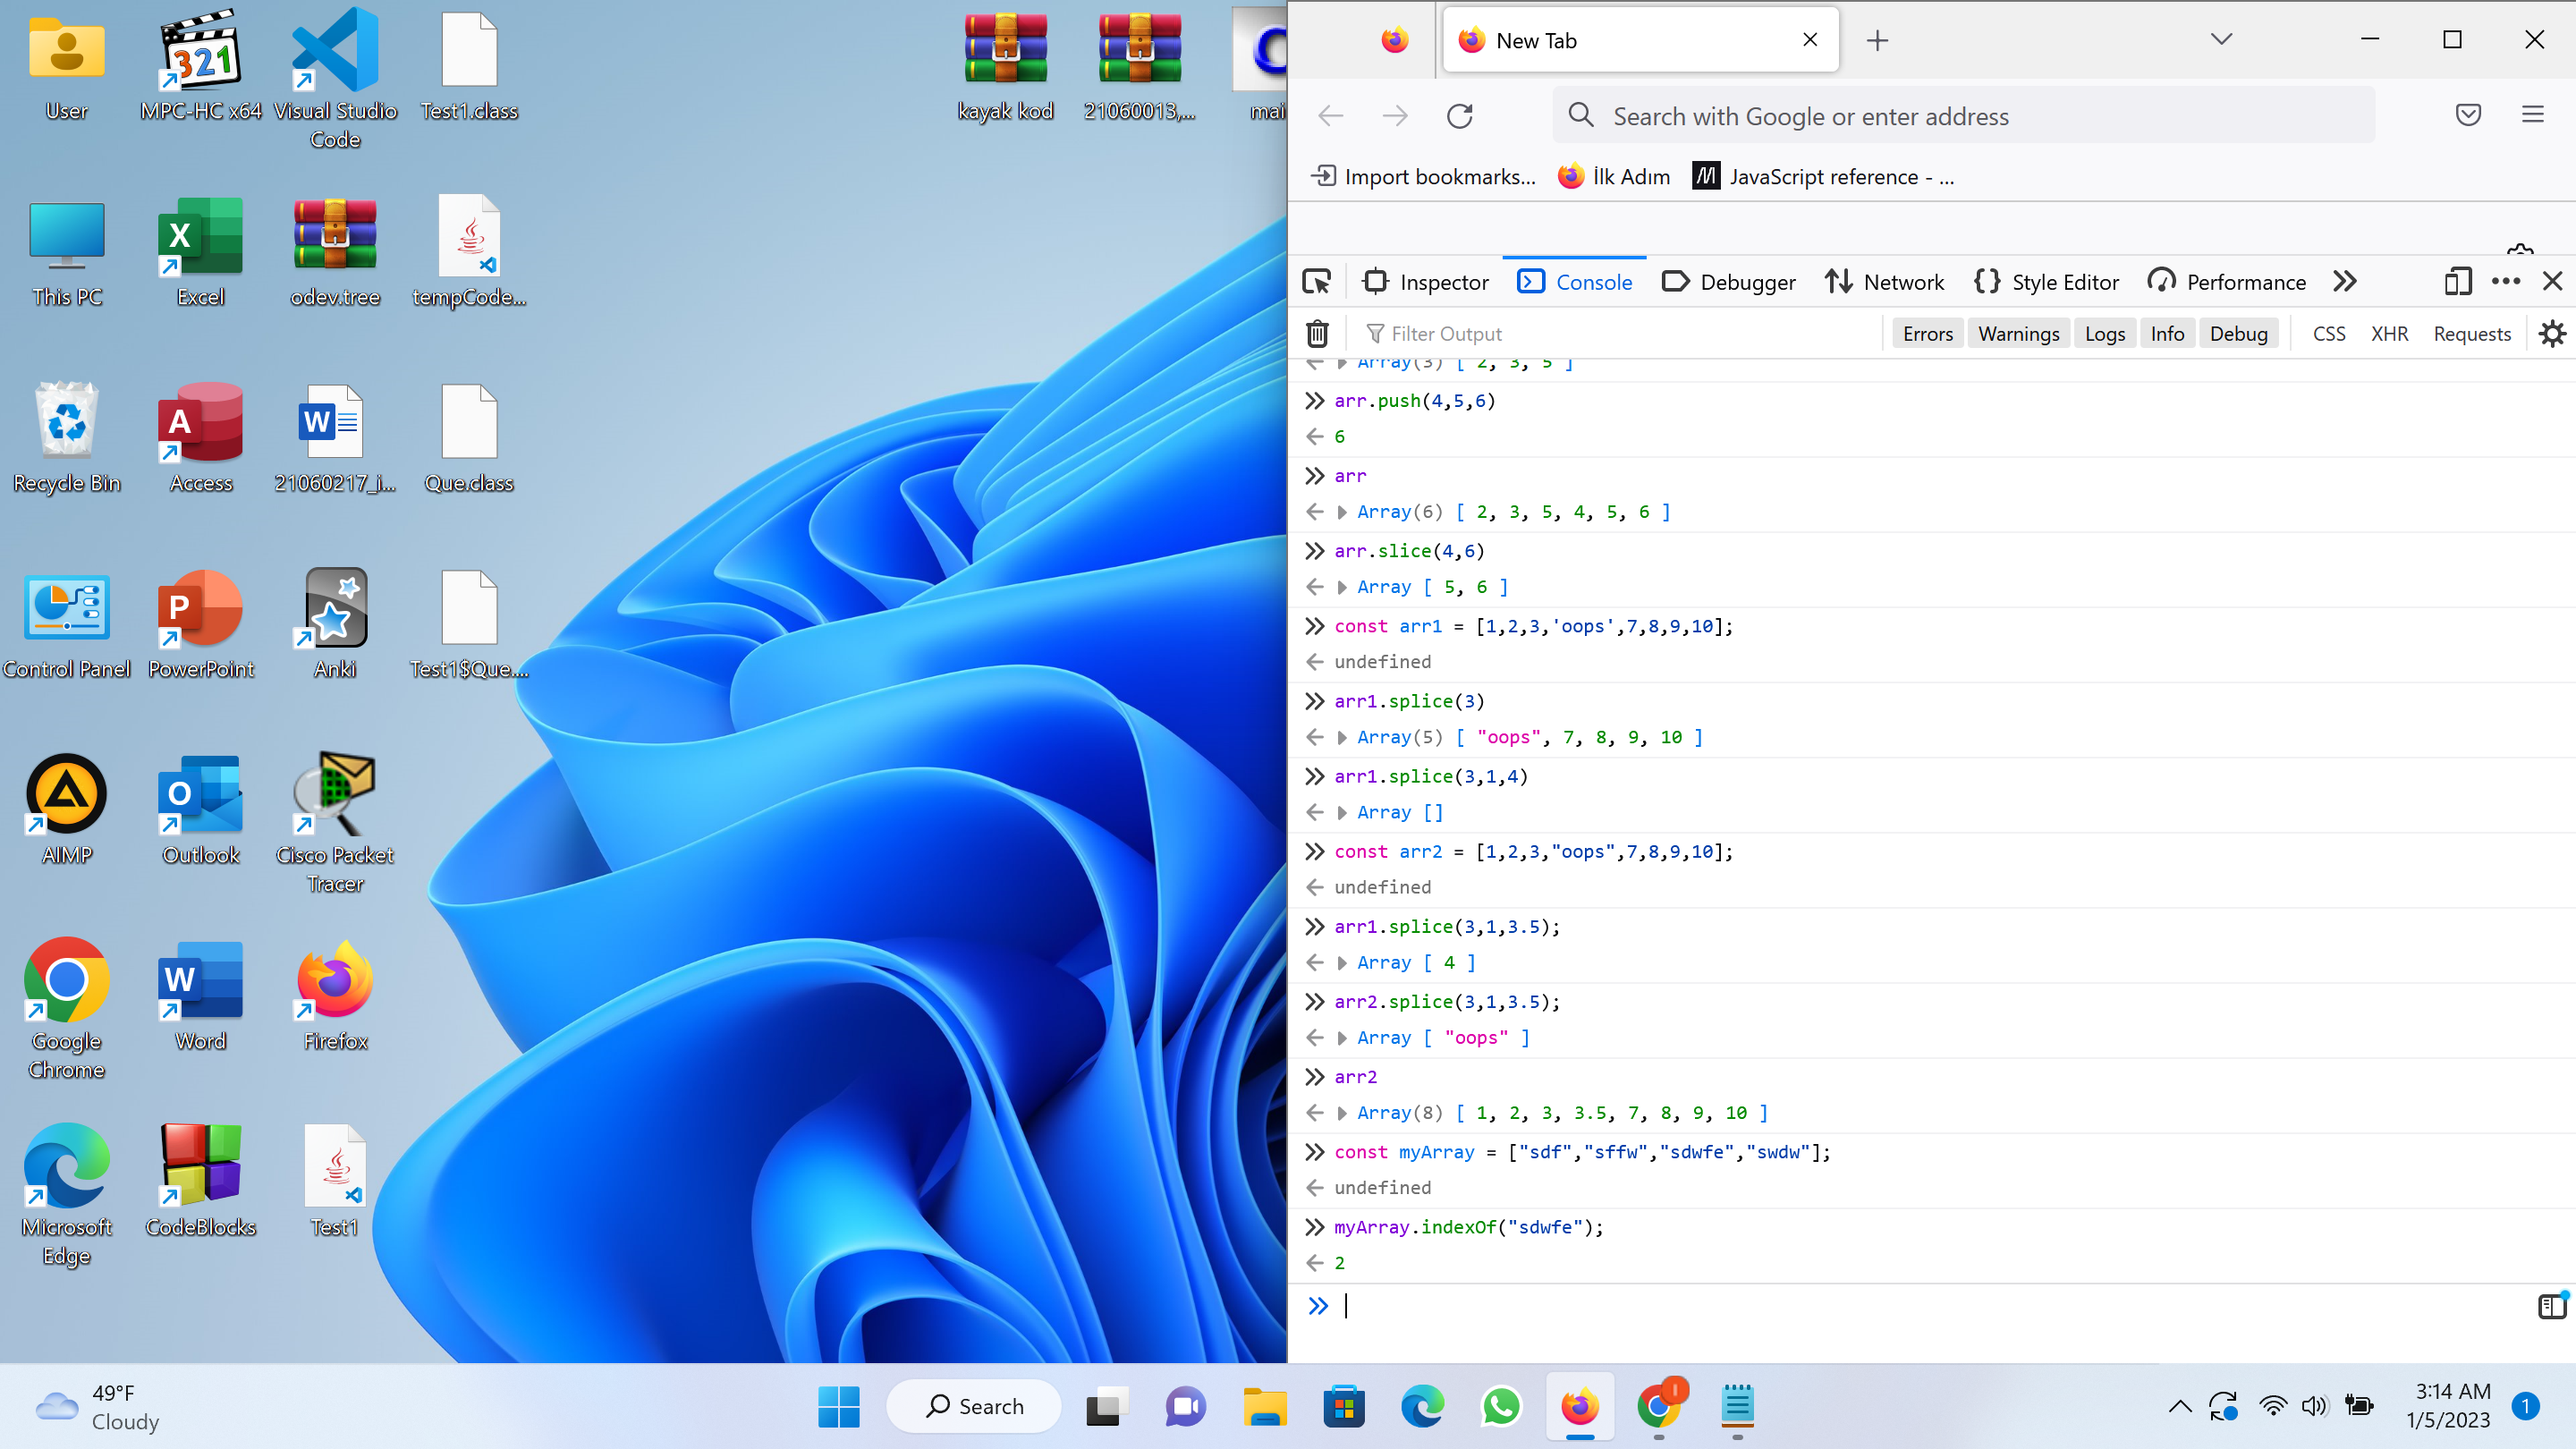 User
MPC-HC x64
Visual Studio
Code
Test1.class
kayak kod
21060013,...
mai
This PC
Excel
odev.tree
tempCode...
Recycle Bin
Access
21060217_i...
Que.class
Control Panel
PowerPoint
Anki
Test1$Que....
AIMP
Outlook
Cisco Packet
Tracer
Google
Chrome
Word
Firefox
Microsoft
Edge
CodeBlocks
Test1
New Tab
Search with Google or enter address
Import bookmarks...
İlk Adım
JavaScript reference - ...
Inspector
Console
Debugger
Network
Style Editor
Performance
Filter Output
Errors
Warnings
Logs
Info
Debug
CSS
XHR
Requests
Array(3) [ 2, 3, 5 ]
arr.push(4,5,6)
6
arr
Array(6) [ 2, 3, 5, 4, 5, 6 ]
arr.slice(4,6)
Array [ 5, 6 ]
const arr1 = [1,2,3,'oops',7,8,9,10];
undefined
arr1.splice(3)
Array(5) [ "oops", 7, 8, 9, 10 ]
arr1.splice(3,1,4)
Array []
const arr2 = [1,2,3,"oops",7,8,9,10];
undefined
arr1.splice(3,1,3.5);
Array [ 4 ]
arr2.splice(3,1,3.5);
Array [ "oops" ]
arr2
Array(8) [ 1, 2, 3, 3.5, 7, 8, 9, 10 ]
const myArray = ["sdf","sffw","sdwfe","swdw"];
undefined
myArray.indexOf("sdwfe");
2
49°F
Cloudy
Search
3:14 AM
1/5/2023
1